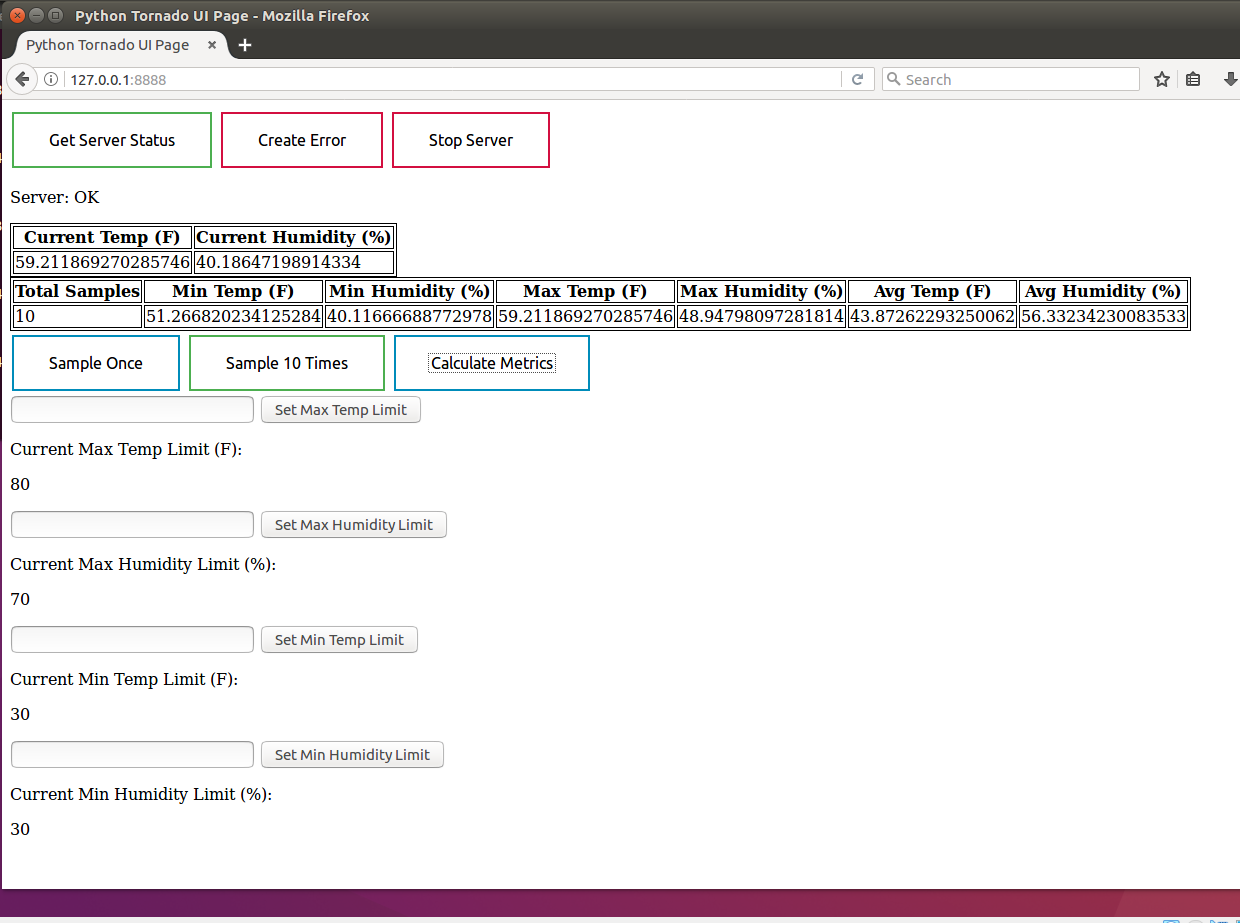 Python Tornado UI Page - Mozilla Firefox
Python Tornado UI Page
127.0.0.1:8888 Search
Get Server Status Create Error Stop Server
Server: OK
Current Temp (F) Current Humidity (%)
59.211869270285746 40.18647198914334
Total Samples Min Temp (F) Min Humidity (%) Max Temp (F) Max Humidity (%) Avg Temp (F) Avg Humidity (%)
10 51.266820234125284 40.11666688772978 59.211869270285746 48.94798097281814 43.87262293250062 56.33234230083533
Sample Once Sample 10 Times Calculate Metrics
Set Max Temp Limit
Current Max Temp Limit (F):
80
Set Max Humidity Limit
Current Max Humidity Limit (%):
70
Set Min Temp Limit
Current Min Temp Limit (F):
30
Set Min Humidity Limit
Current Min Humidity Limit (%):
30